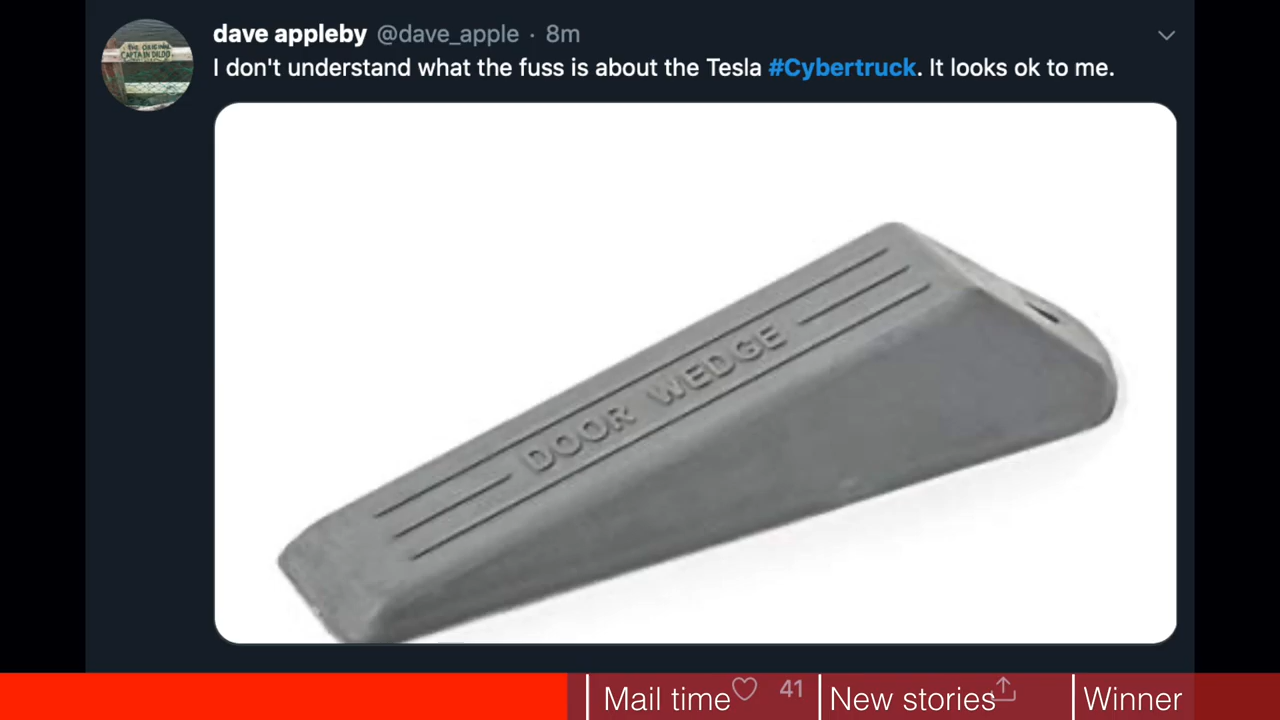 dave appleby @dave_apple · 8m
I don't understand what the fuss is about the Tesla #Cybertruck. It looks ok to me.
DOOR WEDGE
Mail time 41 New stories Winner